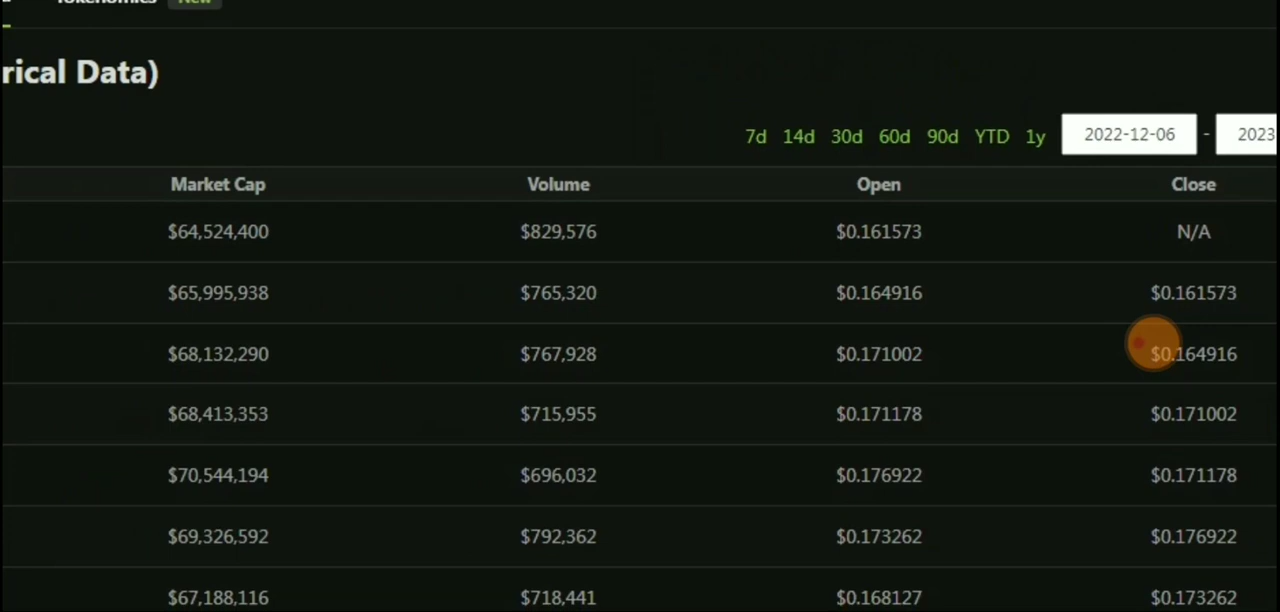 Tokenomics New
rical Data)
7d 14d 30d 60d 90d YTD 1y 2022-12-06 - 2023
Market Cap Volume Open Close
$64,524,400 $829,576 $0.161573 N/A
$65,995,938 $765,320 $0.164916 $0.161573
$68,132,290 $767,928 $0.171002 $0.164916
$68,413,353 $715,955 $0.171178 $0.171002
$70,544,194 $696,032 $0.176922 $0.171178
$69,326,592 $792,362 $0.173262 $0.176922
$67,188,116 $718,441 $0.168127 $0.173262